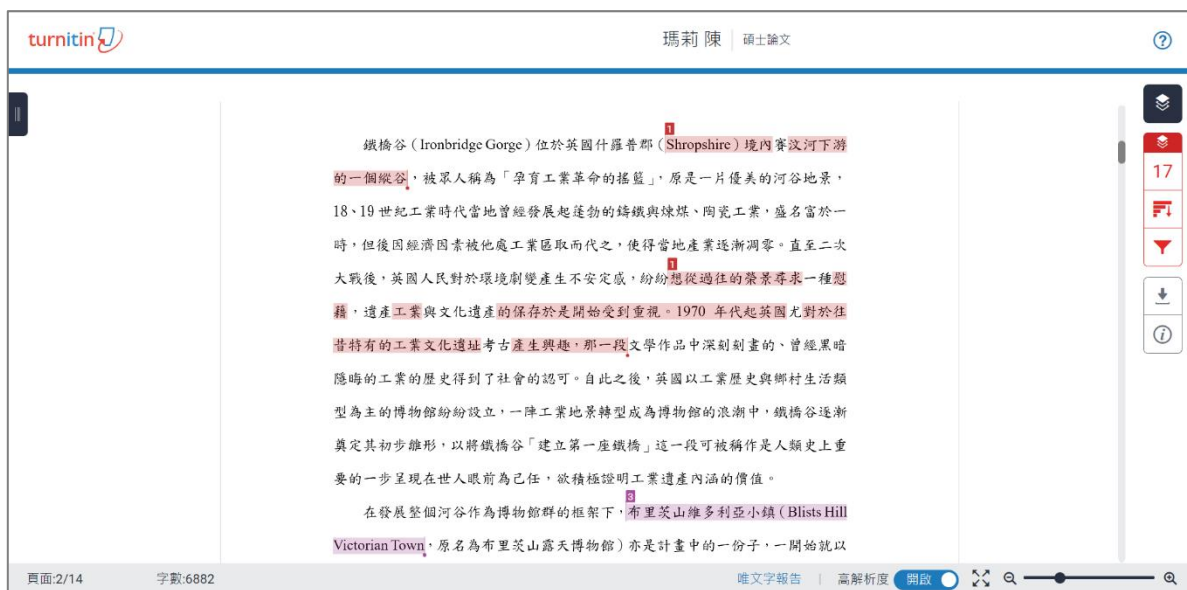 turnitin
瑪莉 陳
碩士論文
1
鐵橋谷（Ironbridge Gorge）位於英國什羅普郡（Shropshire）境內賽汶河下游
的一個縱谷，被眾人稱為「孕育工業革命的搖籃」，原是一片優美的河谷地景，
18、19 世紀工業時代當地曾經發展起蓬勃的鑄鐵與煉煤、陶瓷工業，盛名富於一
時，但後因經濟因素被他處工業區取而代之，使得當地產業逐漸凋零。直至二次
1
大戰後，英國人民對於環境劇變產生不安定感，紛紛想從過往的榮景尋求一種慰
藉，遺產工業與文化遺產的保存於是開始受到重視。1970 年代起英國尤對於往
昔特有的工業文化遺址考古產生興趣，那一段文學作品中深刻刻畫的、曾經黑暗
隱晦的工業的歷史得到了社會的認可。自此之後，英國以工業歷史與鄉村生活類
型為主的博物館紛紛設立，一陣工業地景轉型成為博物館的浪潮中，鐵橋谷逐漸
奠定其初步雛形，以將鐵橋谷「建立第一座鐵橋」這一段可被稱作是人類史上重
要的一步呈現在世人眼前為己任，欲積極證明工業遺產內涵的價值。
3
在發展整個河谷作為博物館群的框架下，布里茨山維多利亞小鎮（Blists Hill
Victorian Town，原名為布里茨山露天博物館）亦是計畫中的一份子，一開始就以
17
頁面:2/14
字數:6882
唯文字報告
高解析度
開啟